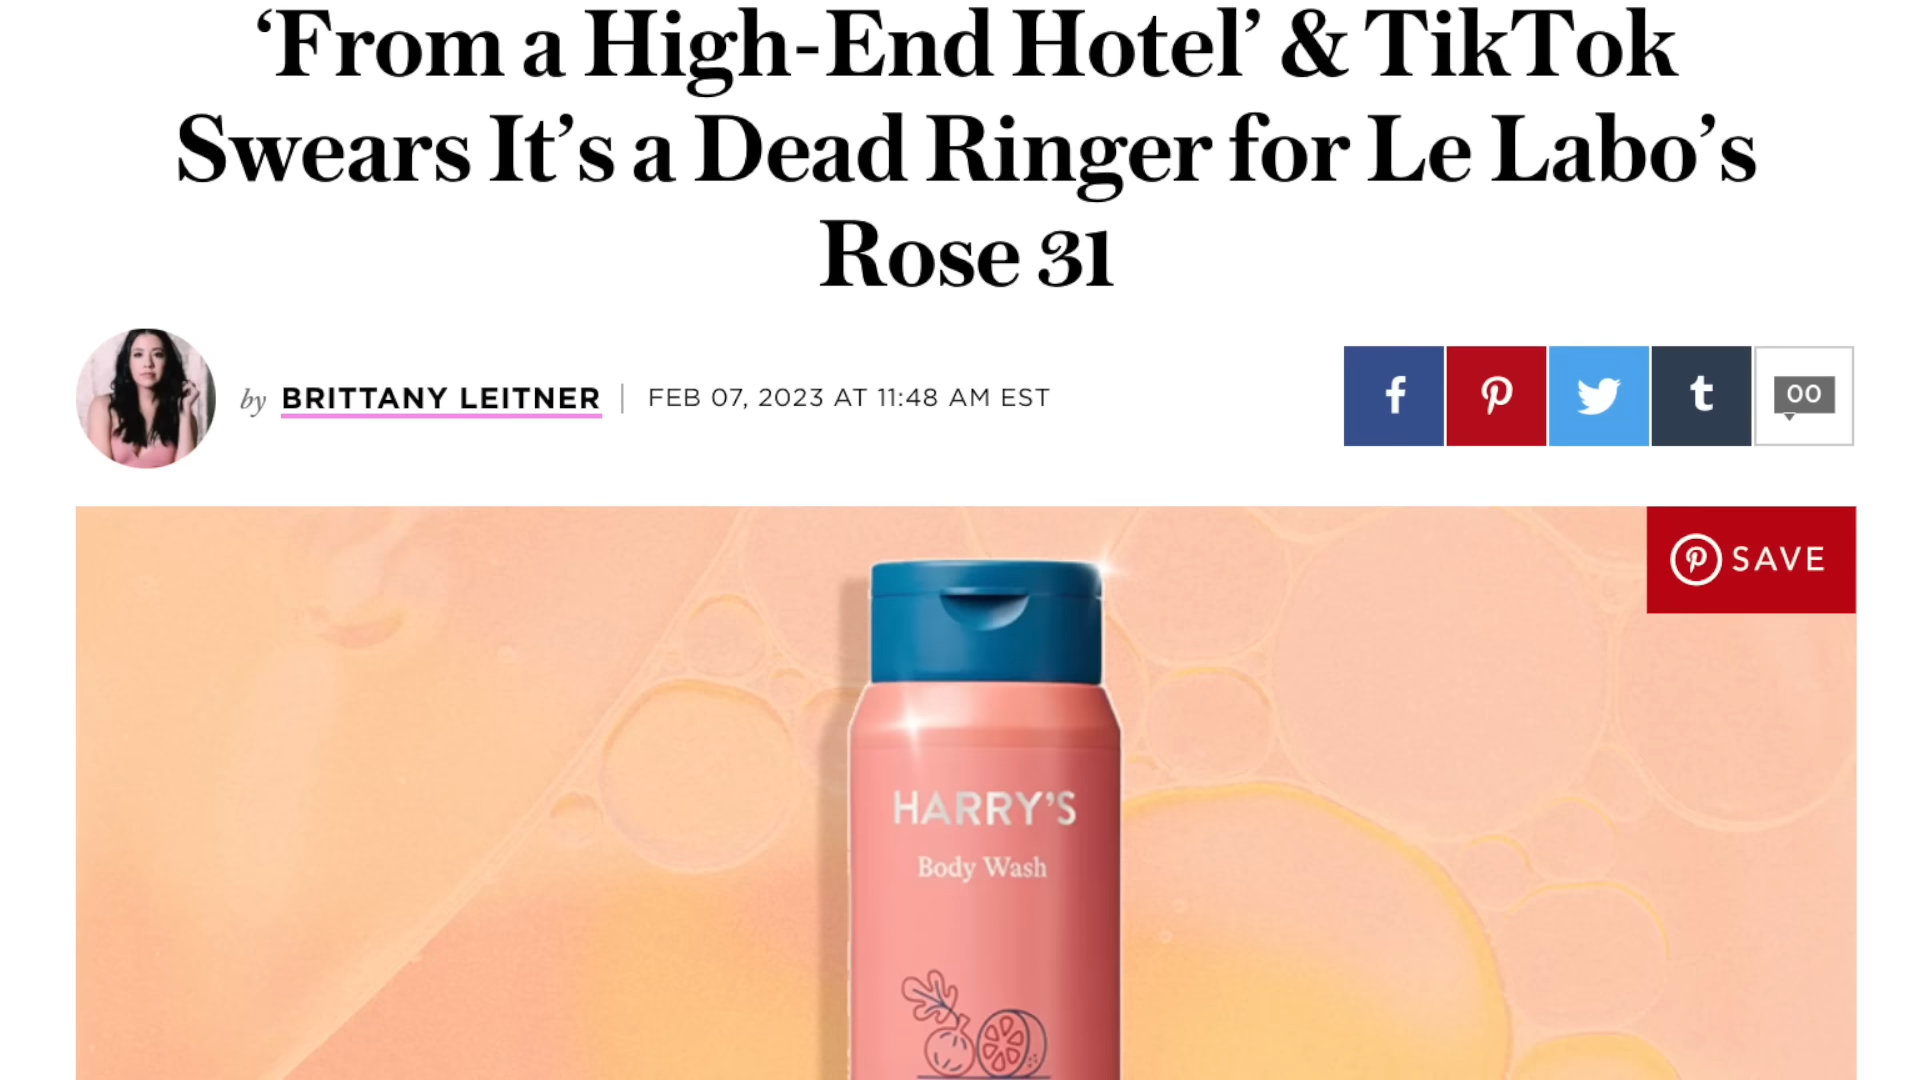 ‘From a High-End Hotel’ & TikTok
Swears It’s a Dead Ringer for Le Labo’s
Rose 31
by BRITTANY LEITNER | FEB 07, 2023 AT 11:48 AM EST
00
SAVE
HARRY’S
Body Wash